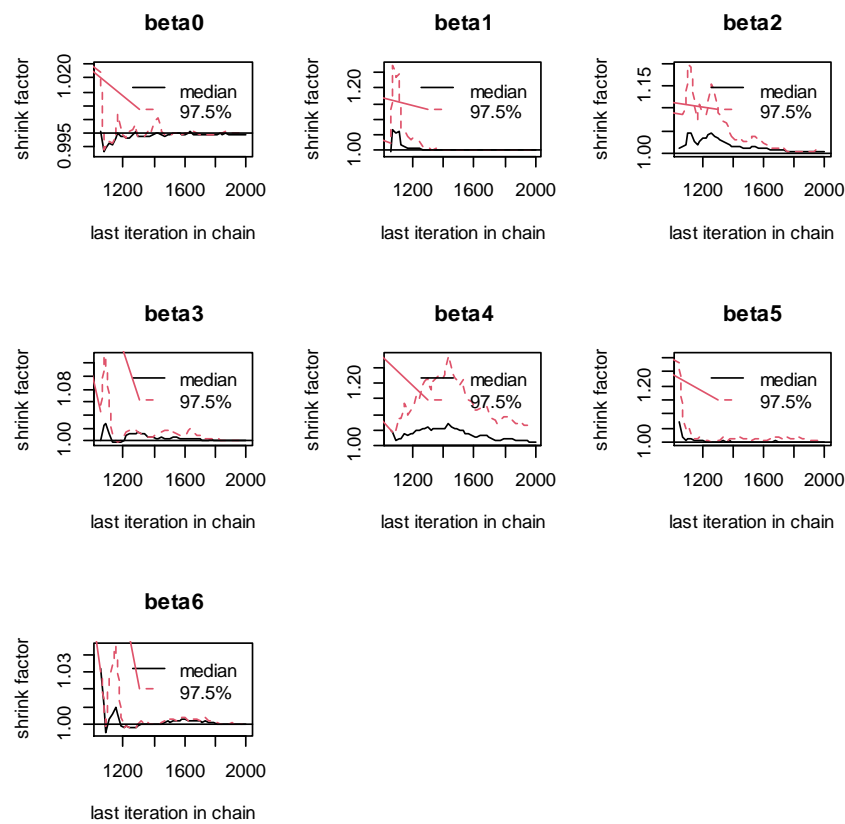 beta0
shrink factor
0.995 1.020
median
97.5%
1200 1600 2000
last iteration in chain
beta1
shrink factor
1.00 1.20
median
97.5%
1200 1600 2000
last iteration in chain
beta2
shrink factor
1.00 1.15
median
97.5%
1200 1600 2000
last iteration in chain
beta3
shrink factor
1.00 1.08
median
97.5%
1200 1600 2000
last iteration in chain
beta4
shrink factor
1.00 1.20
median
97.5%
1200 1600 2000
last iteration in chain
beta5
shrink factor
1.00 1.20
median
97.5%
1200 1600 2000
last iteration in chain
beta6
shrink factor
1.00 1.03
median
97.5%
1200 1600 2000
last iteration in chain